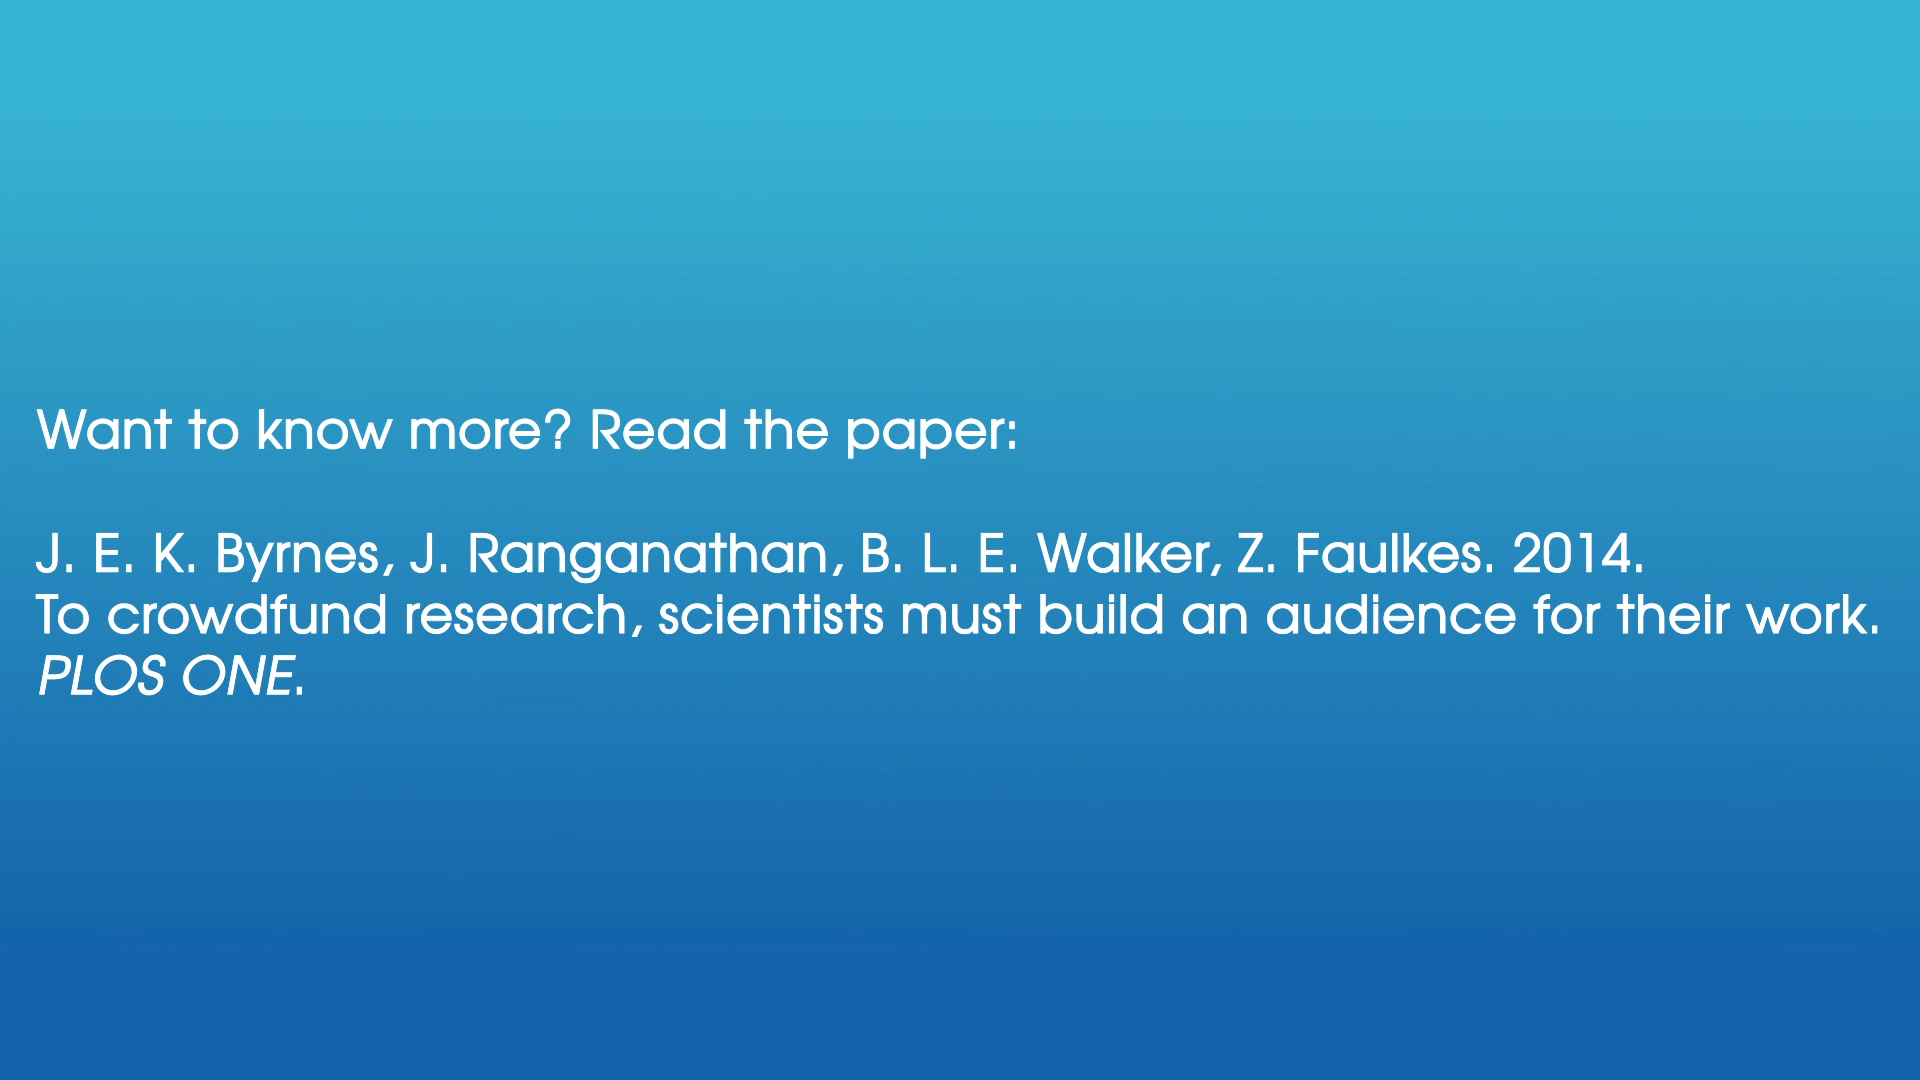 Want to know more? Read the paper:
J. E. K. Byrnes, J. Ranganathan, B. L. E. Walker, Z. Faulkes. 2014.
To crowdfund research, scientists must build an audience for their work.
PLOS ONE.